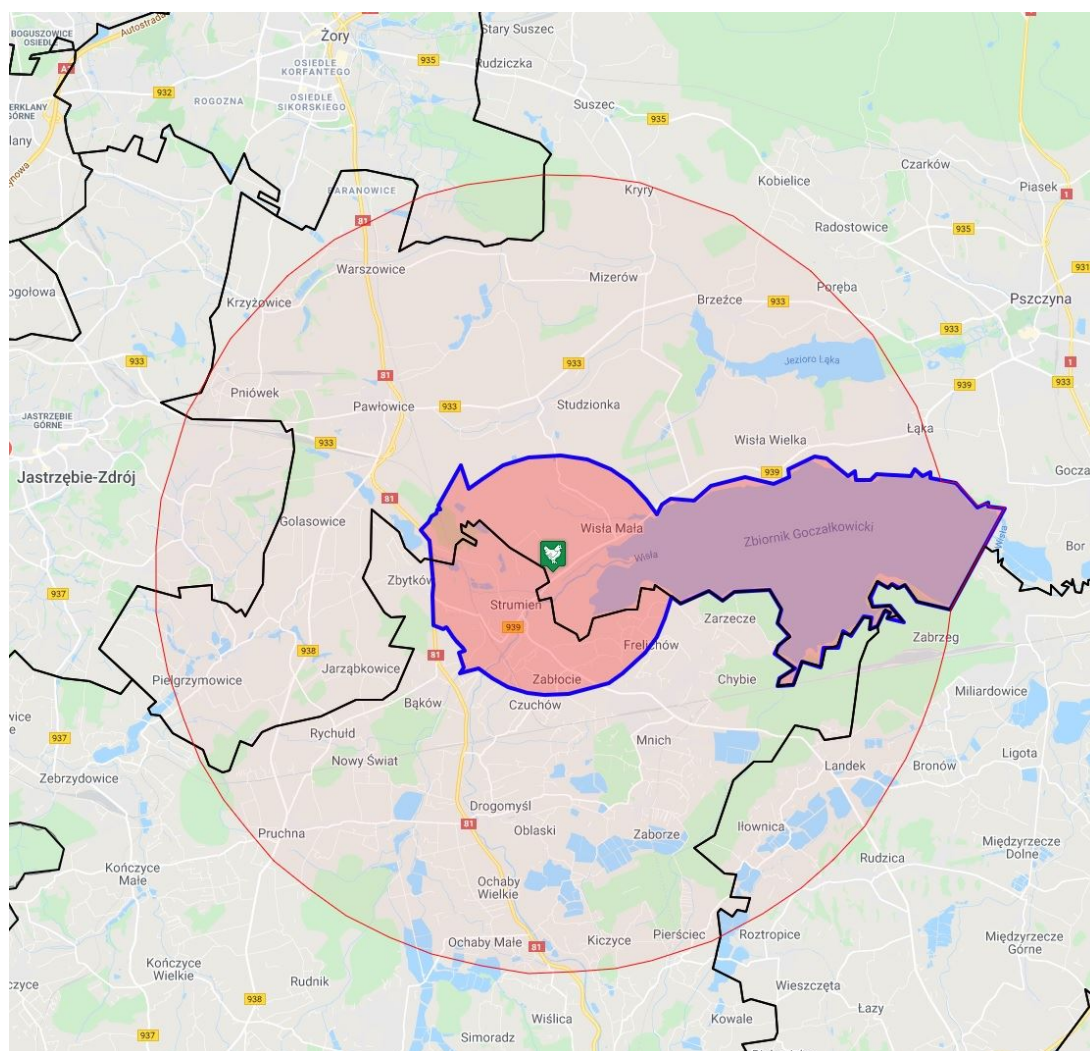 BOGUSZOWICE
OSIEDLE
Autostrada
Żory
Stary Suszec
935
Rudziczka
OSIEDLE
KORFANTEGO
932
ROGOŹNA
OSIEDLE
SIKORSKIEGO
Suszec
935
1
Czarków
Kobielice
Piasek
1
BARANOWICE
Kryry
81
Radostowice
935
Warszowice
Mizerów
931
Krzyżowice
Brzeźce
933
Poręba
Pszczyna
933
933
81
933
Jezioro Łąka
1
933
Pniówek
939
JASTRZĘBIE
GÓRNE
Pawłowice
933
Studzionka
Łąka
933
Wisła Wielka
Jastrzębie-Zdrój
939
81
Golasowice
Wisła Mała
Zbiornik Goczałkowicki
Wisła
Wisła
Bor
Zbytków
937
Strumień
939
Zarzecze
Frelichów
Zabrzeg
938
81
Jarząbkowice
Pielgrzymowice
Zabłocie
Chybie
Miliardowice
Bąków
Czuchów
937
Rychułd
Mnich
Ligota
Nowy Świat
Landek
Bronów
Zebrzydowice
Drogomyśl
81
Pruchna
Oblaski
Zaborze
Iłownica
Międzyrzecze
Dolne
Rudzica
Kończyce
Małe
Ochaby
Wielkie
Pierściec
Roztropice
Międzyrzecze
Górne
Ochaby Małe
81
Kiczyce
Kończyce
Wielkie
Rudnik
Wieszczęta
938
Łazy
Wiślica
Kowale
937
Simoradz